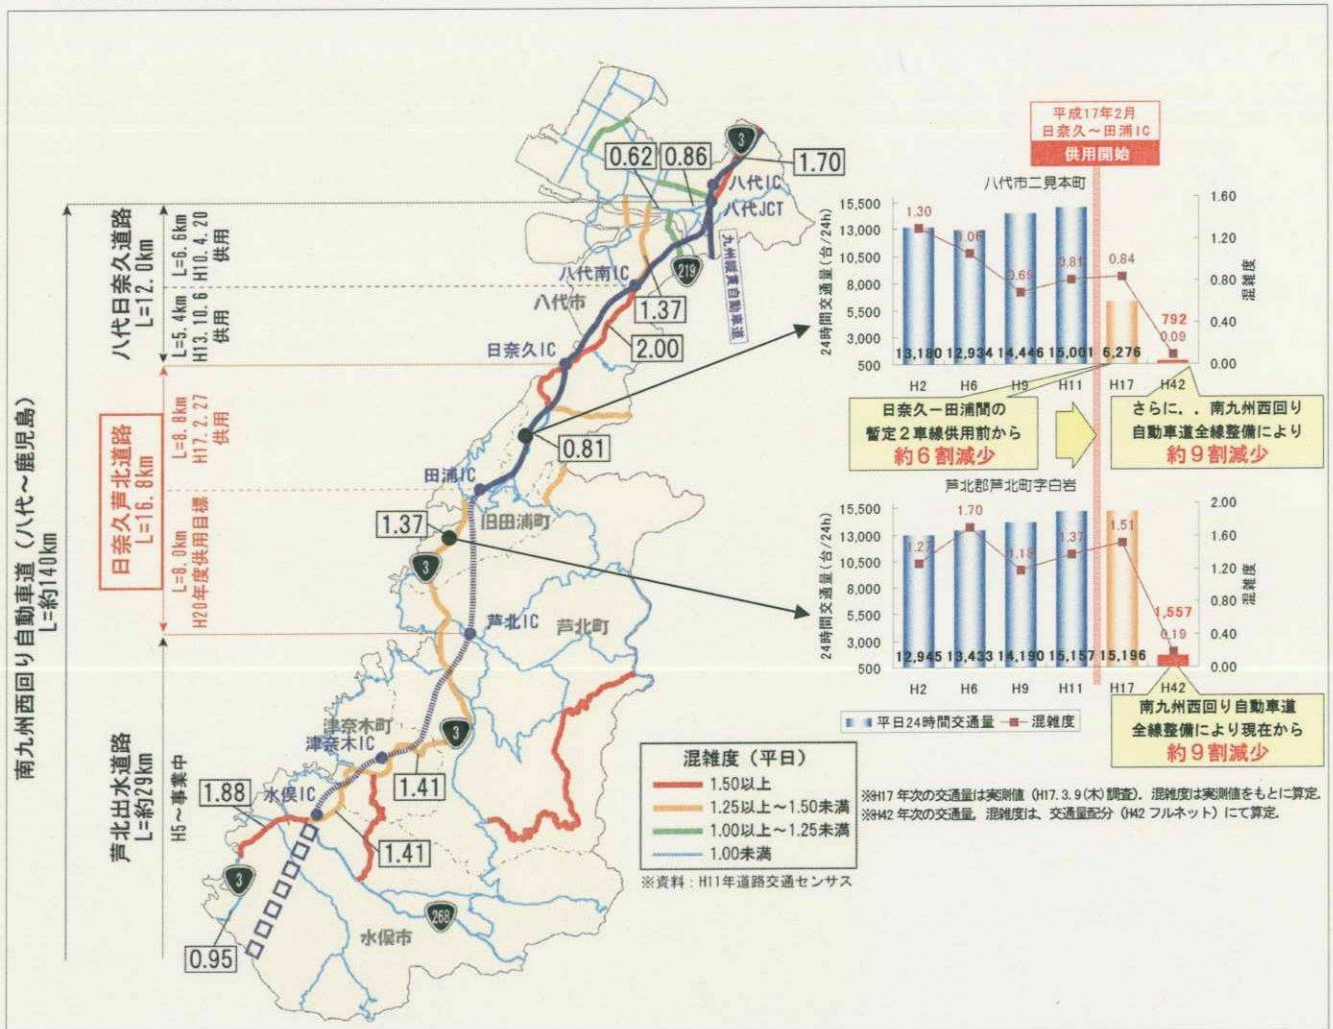 南九州西回り自動車道（八代～鹿児島）
L=約140km
八代日奈久道路
L=12.0km
L=6.6km
H10.4.20
供用
L=5.4km
H13.10.6
供用
日奈久芦北道路
L=16.8km
L=8.8km
H17.2.27
供用
L=8.0km
H20年度供用目標
芦北出水道路
L=約29km
H5～事業中
0.62
0.86
3
1.70
八代IC
八代JCT
九州縦貫自動車道
219
八代南IC
八代市
1.37
2.00
日奈久IC
0.81
田浦IC
旧田浦町
1.37
3
芦北IC
芦北町
津奈木町
津奈木IC
3
1.41
水俣IC
1.88
1.41
3
268
水俣市
0.95
混雑度（平日）
1.50以上
1.25以上～1.50未満
1.00以上～1.25未満
1.00未満
※資料：H11年道路交通センサス
平成17年2月
日奈久～田浦IC
供用開始
八代市二見本町
24時間交通量(台/24h)
15,500
13,000
10,500
8,000
5,500
3,000
500
1.30
1.06
0.69
0.81
0.84
792
0.09
13,180 12,934 14,446 15,001 6,276
H2 H6 H9 H11 H17 H42
1.60
1.20
0.80
0.40
0.00
混雑度
日奈久－田浦間の
暫定2車線供用前から
約6割減少
さらに．．南九州西回り
自動車道全線整備により
約9割減少
芦北郡芦北町字白岩
24時間交通量(台/24h)
15,500
13,000
10,500
8,000
5,500
3,000
500
1.27
1.70
1.18
1.37
1.51
1,557
0.19
12,945 13,433 14,190 15,157 15,196
H2 H6 H9 H11 H17 H42
2.00
1.60
1.20
0.80
0.40
0.00
混雑度
平日24時間交通量 混雑度
南九州西回り自動車道
全線整備により現在から
約9割減少
※H17年次の交通量は実測値（H17.3.9(木)調査）．混雑度は実測値をもとに算定．
※H42年次の交通量，混雑度は，交通量配分（H42フルネット）にて算定．